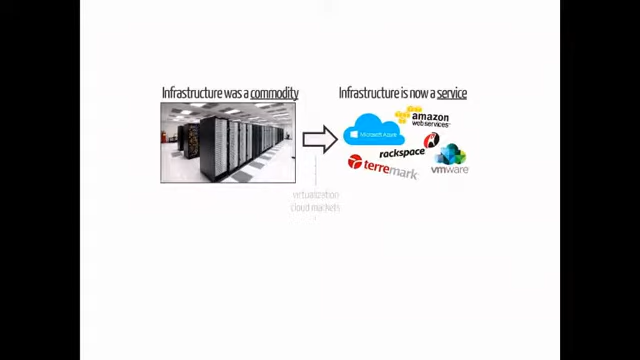 Infrastructure was a commodity
Infrastructure is now a service
Microsoft Azure
amazon
web services
rackspace
terremark
vmware
virtualization
cloud markets